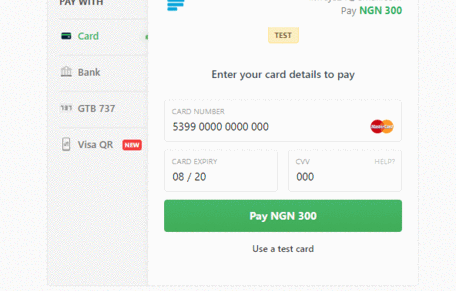 PAY WITH
Pay NGN 300
TEST
Card
Bank
GTB 737
Visa QR NEW
Enter your card details to pay
CARD NUMBER
5399 0000 0000 000
MasterCard
CARD EXPIRY
08 / 20
CVV
HELP?
000
Pay NGN 300
Use a test card